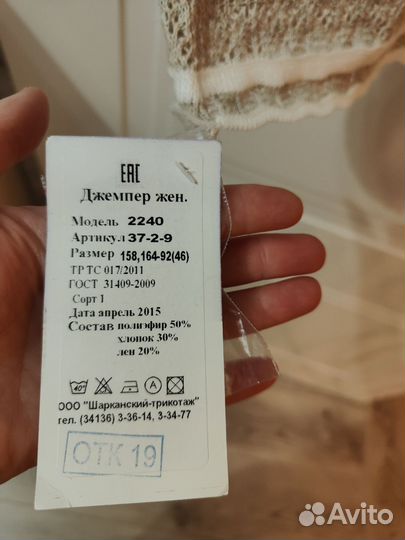 ЕАС
Джемпер жен.
Модель 2240
Артикул 37-2-9
Размер 158,164-92(46)
ТР ТС 017/2011
ГОСТ 31409-2009
Сорт 1
Дата апрель 2015
Состав полиэфир 50%
хлопок 30%
лен 20%
40°
А
ООО "Шарканский-трикотаж"
тел. (34136) 3-36-14, 3-34-77
ОТК 19
Avito